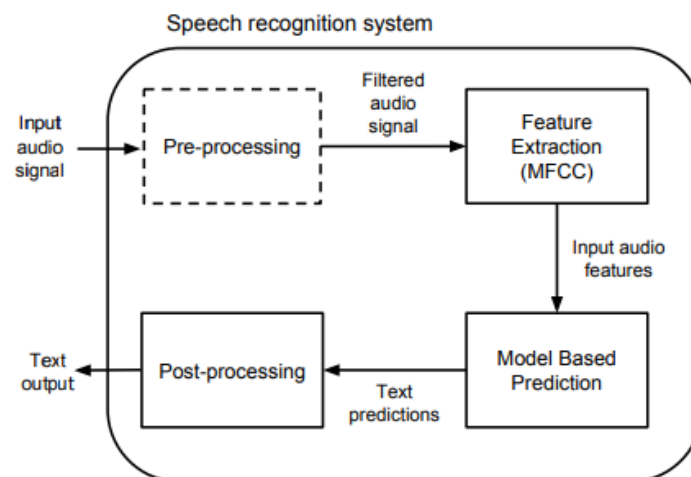 Speech recognition system
Input
audio
signal
Pre-processing
Filtered
audio
signal
Feature
Extraction
(MFCC)
Input audio
features
Model Based
Prediction
Text
predictions
Post-processing
Text
output